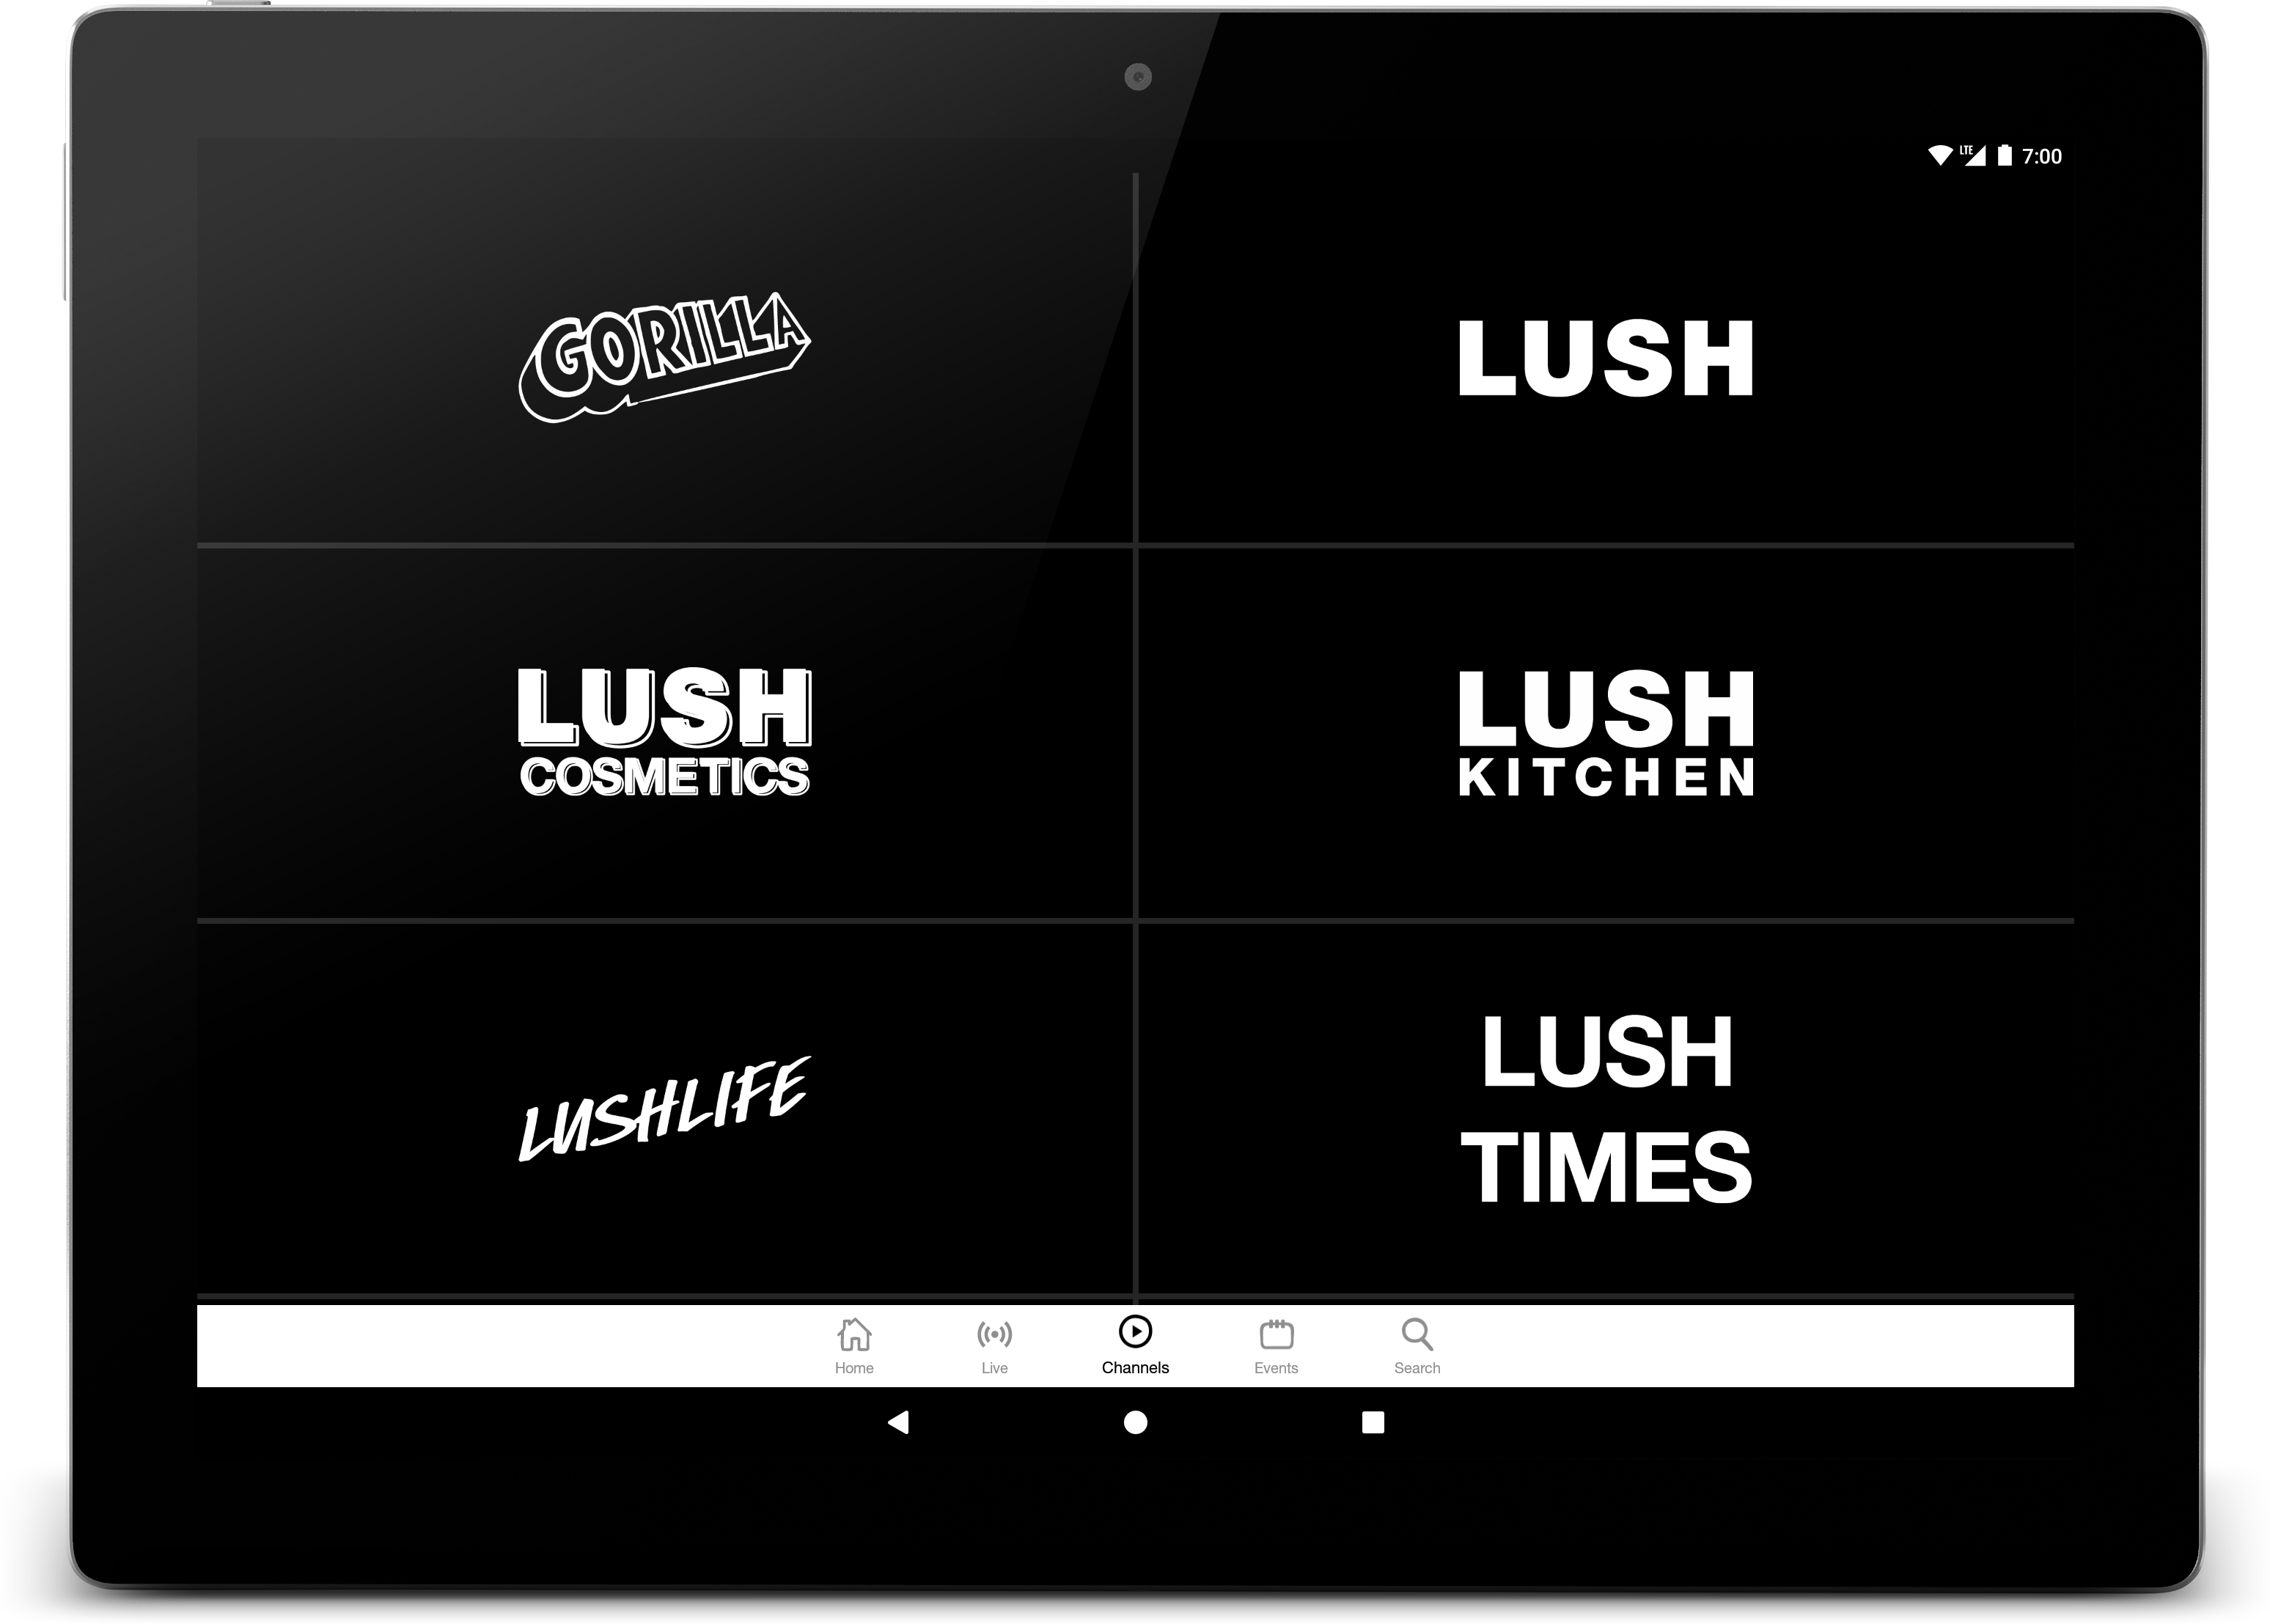 LTE 7:00
GORILLA
LUSH
LUSH
COSMETICS
LUSH
KITCHEN
LUSHLIFE
LUSH
TIMES
Home Live Channels Events Search